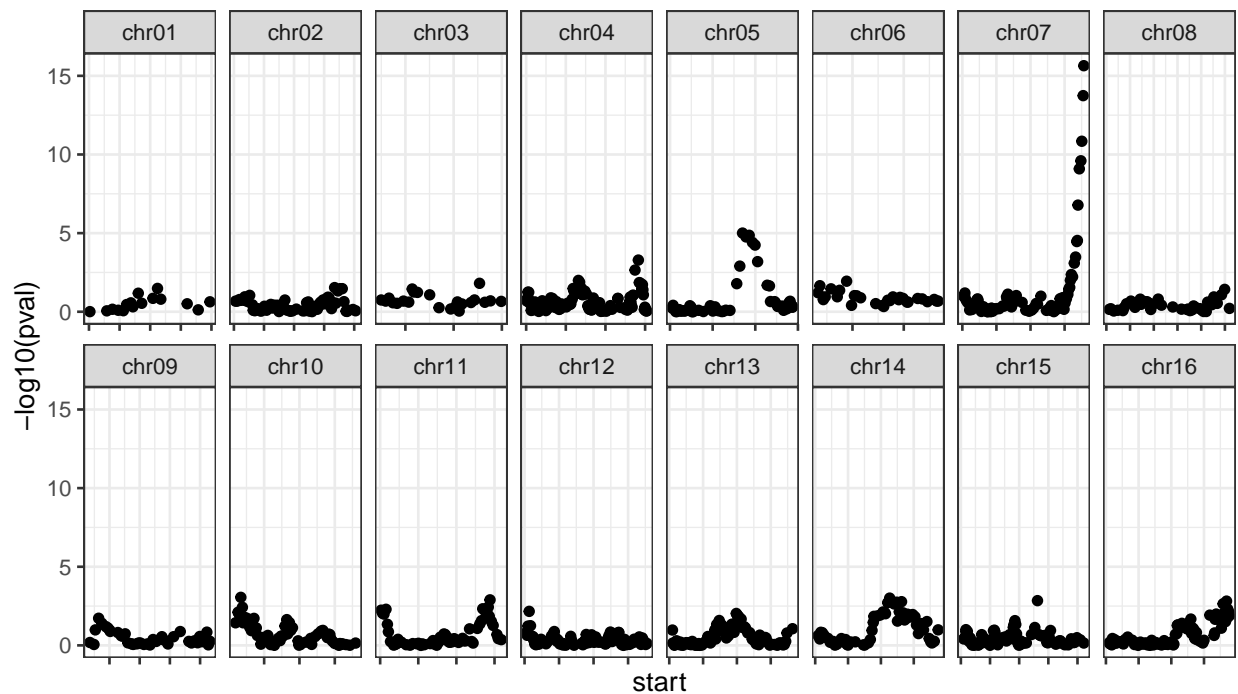 chr01 chr02 chr03 chr04 chr05 chr06 chr07 chr08
15
10
5
0
chr09 chr10 chr11 chr12 chr13 chr14 chr15 chr16
15
10
5
0
−log10(pval)
start